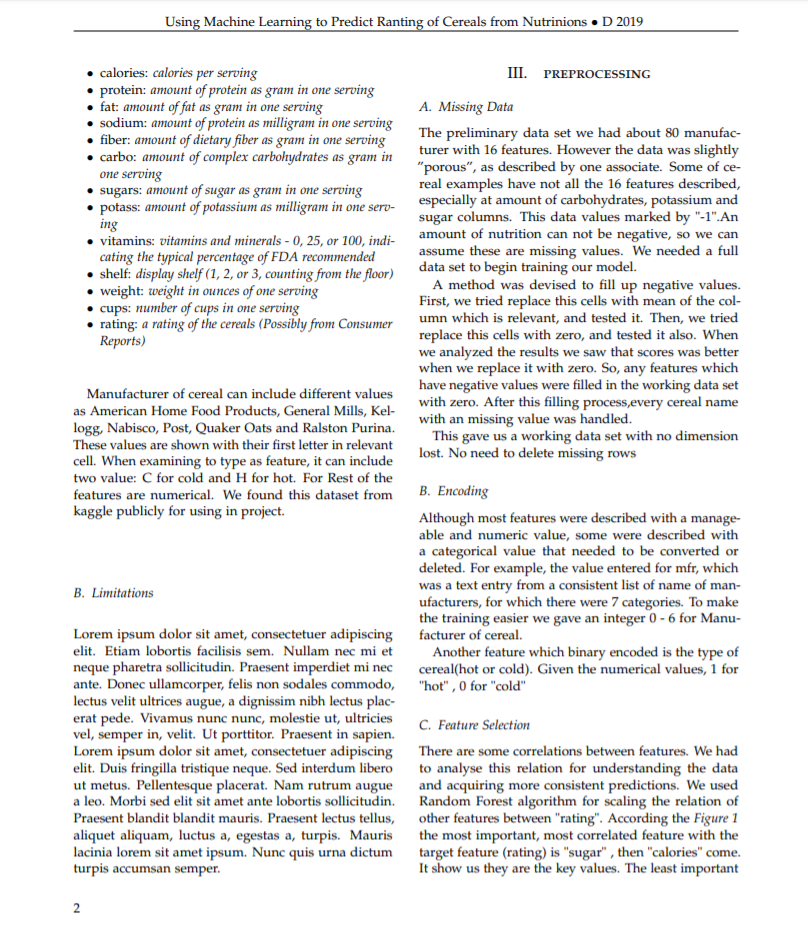 Using Machine Learning to Predict Ranting of Cereals from Nutrinions • D 2019
• calories: calories per serving
• protein: amount of protein as gram in one serving
• fat: amount of fat as gram in one serving
• sodium: amount of protein as milligram in one serving
• fiber: amount of dietary fiber as gram in one serving
• carbo: amount of complex carbohydrates as gram in
one serving
• sugars: amount of sugar as gram in one serving
• potass: amount of potassium as milligram in one serv-
ing
• vitamins: vitamins and minerals - 0, 25, or 100, indi-
cating the typical percentage of FDA recommended
• shelf: display shelf (1, 2, or 3, counting from the floor)
• weight: weight in ounces of one serving
• cups: number of cups in one serving
• rating: a rating of the cereals (Possibly from Consumer
Reports)
Manufacturer of cereal can include different values
as American Home Food Products, General Mills, Kel-
logg, Nabisco, Post, Quaker Oats and Ralston Purina.
These values are shown with their first letter in relevant
cell. When examining to type as feature, it can include
two value: C for cold and H for hot. For Rest of the
features are numerical. We found this dataset from
kaggle publicly for using in project.
B. Limitations
Lorem ipsum dolor sit amet, consectetuer adipiscing
elit. Etiam lobortis facilisis sem. Nullam nec mi et
neque pharetra sollicitudin. Praesent imperdiet mi nec
ante. Donec ullamcorper, felis non sodales commodo,
lectus velit ultrices augue, a dignissim nibh lectus plac-
erat pede. Vivamus nunc nunc, molestie ut, ultricies
vel, semper in, velit. Ut porttitor. Praesent in sapien.
Lorem ipsum dolor sit amet, consectetuer adipiscing
elit. Duis fringilla tristique neque. Sed interdum libero
ut metus. Pellentesque placerat. Nam rutrum augue
a leo. Morbi sed elit sit amet ante lobortis sollicitudin.
Praesent blandit blandit mauris. Praesent lectus tellus,
aliquet aliquam, luctus a, egestas a, turpis. Mauris
lacinia lorem sit amet ipsum. Nunc quis urna dictum
turpis accumsan semper.
III. PREPROCESSING
A. Missing Data
The preliminary data set we had about 80 manufac-
turer with 16 features. However the data was slightly
"porous", as described by one associate. Some of ce-
real examples have not all the 16 features described,
especially at amount of carbohydrates, potassium and
sugar columns. This data values marked by "-1".An
amount of nutrition can not be negative, so we can
assume these are missing values. We needed a full
data set to begin training our model.
A method was devised to fill up negative values.
First, we tried replace this cells with mean of the col-
umn which is relevant, and tested it. Then, we tried
replace this cells with zero, and tested it also. When
we analyzed the results we saw that scores was better
when we replace it with zero. So, any features which
have negative values were filled in the working data set
with zero. After this filling process,every cereal name
with an missing value was handled.
This gave us a working data set with no dimension
lost. No need to delete missing rows
B. Encoding
Although most features were described with a manage-
able and numeric value, some were described with
a categorical value that needed to be converted or
deleted. For example, the value entered for mfr, which
was a text entry from a consistent list of name of man-
ufacturers, for which there were 7 categories. To make
the training easier we gave an integer 0 - 6 for Manu-
facturer of cereal.
Another feature which binary encoded is the type of
cereal(hot or cold). Given the numerical values, 1 for
"hot" , 0 for "cold"
C. Feature Selection
There are some correlations between features. We had
to analyse this relation for understanding the data
and acquiring more consistent predictions. We used
Random Forest algorithm for scaling the relation of
other features between "rating". According the Figure 1
the most important, most correlated feature with the
target feature (rating) is "sugar" , then "calories" come.
It show us they are the key values. The least important
2